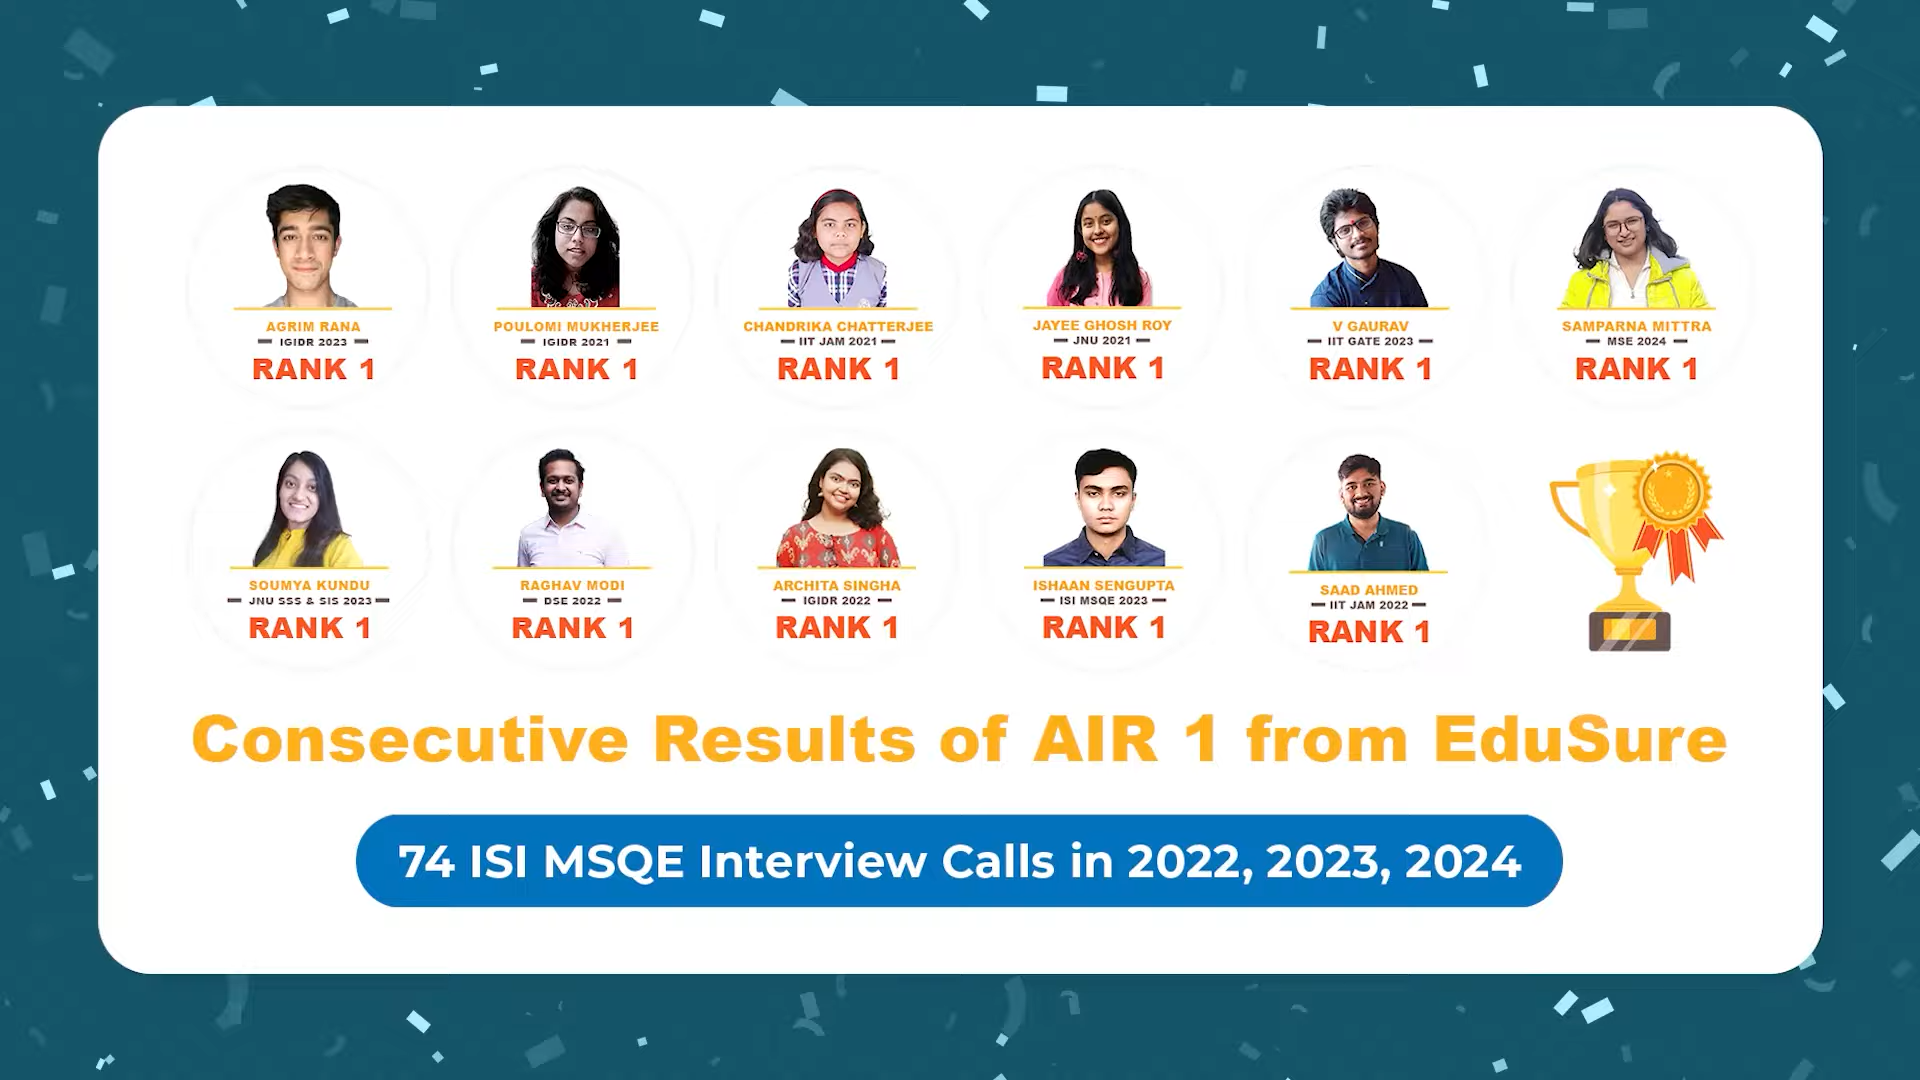 AGRIM RANA
IGIDR 2023
RANK 1
POULOMI MUKHERJEE
IGIDR 2021
RANK 1
CHANDRIKA CHATTERJEE
IIT JAM 2021
RANK 1
JAYEE GHOSH ROY
JNU 2021
RANK 1
V GAURAV
IIT GATE 2023
RANK 1
SAMPARNA MITTRA
MSE 2024
RANK 1
SOUMYA KUNDU
JNU SSS & SIS 2023
RANK 1
RAGHAV MODI
DSE 2022
RANK 1
ARCHITA SINGHA
IGIDR 2022
RANK 1
ISHAAN SENGUPTA
ISI MSQE 2023
RANK 1
SAAD AHMED
IIT JAM 2022
RANK 1
Consecutive Results of AIR 1 from EduSure
74 ISI MSQE Interview Calls in 2022, 2023, 2024